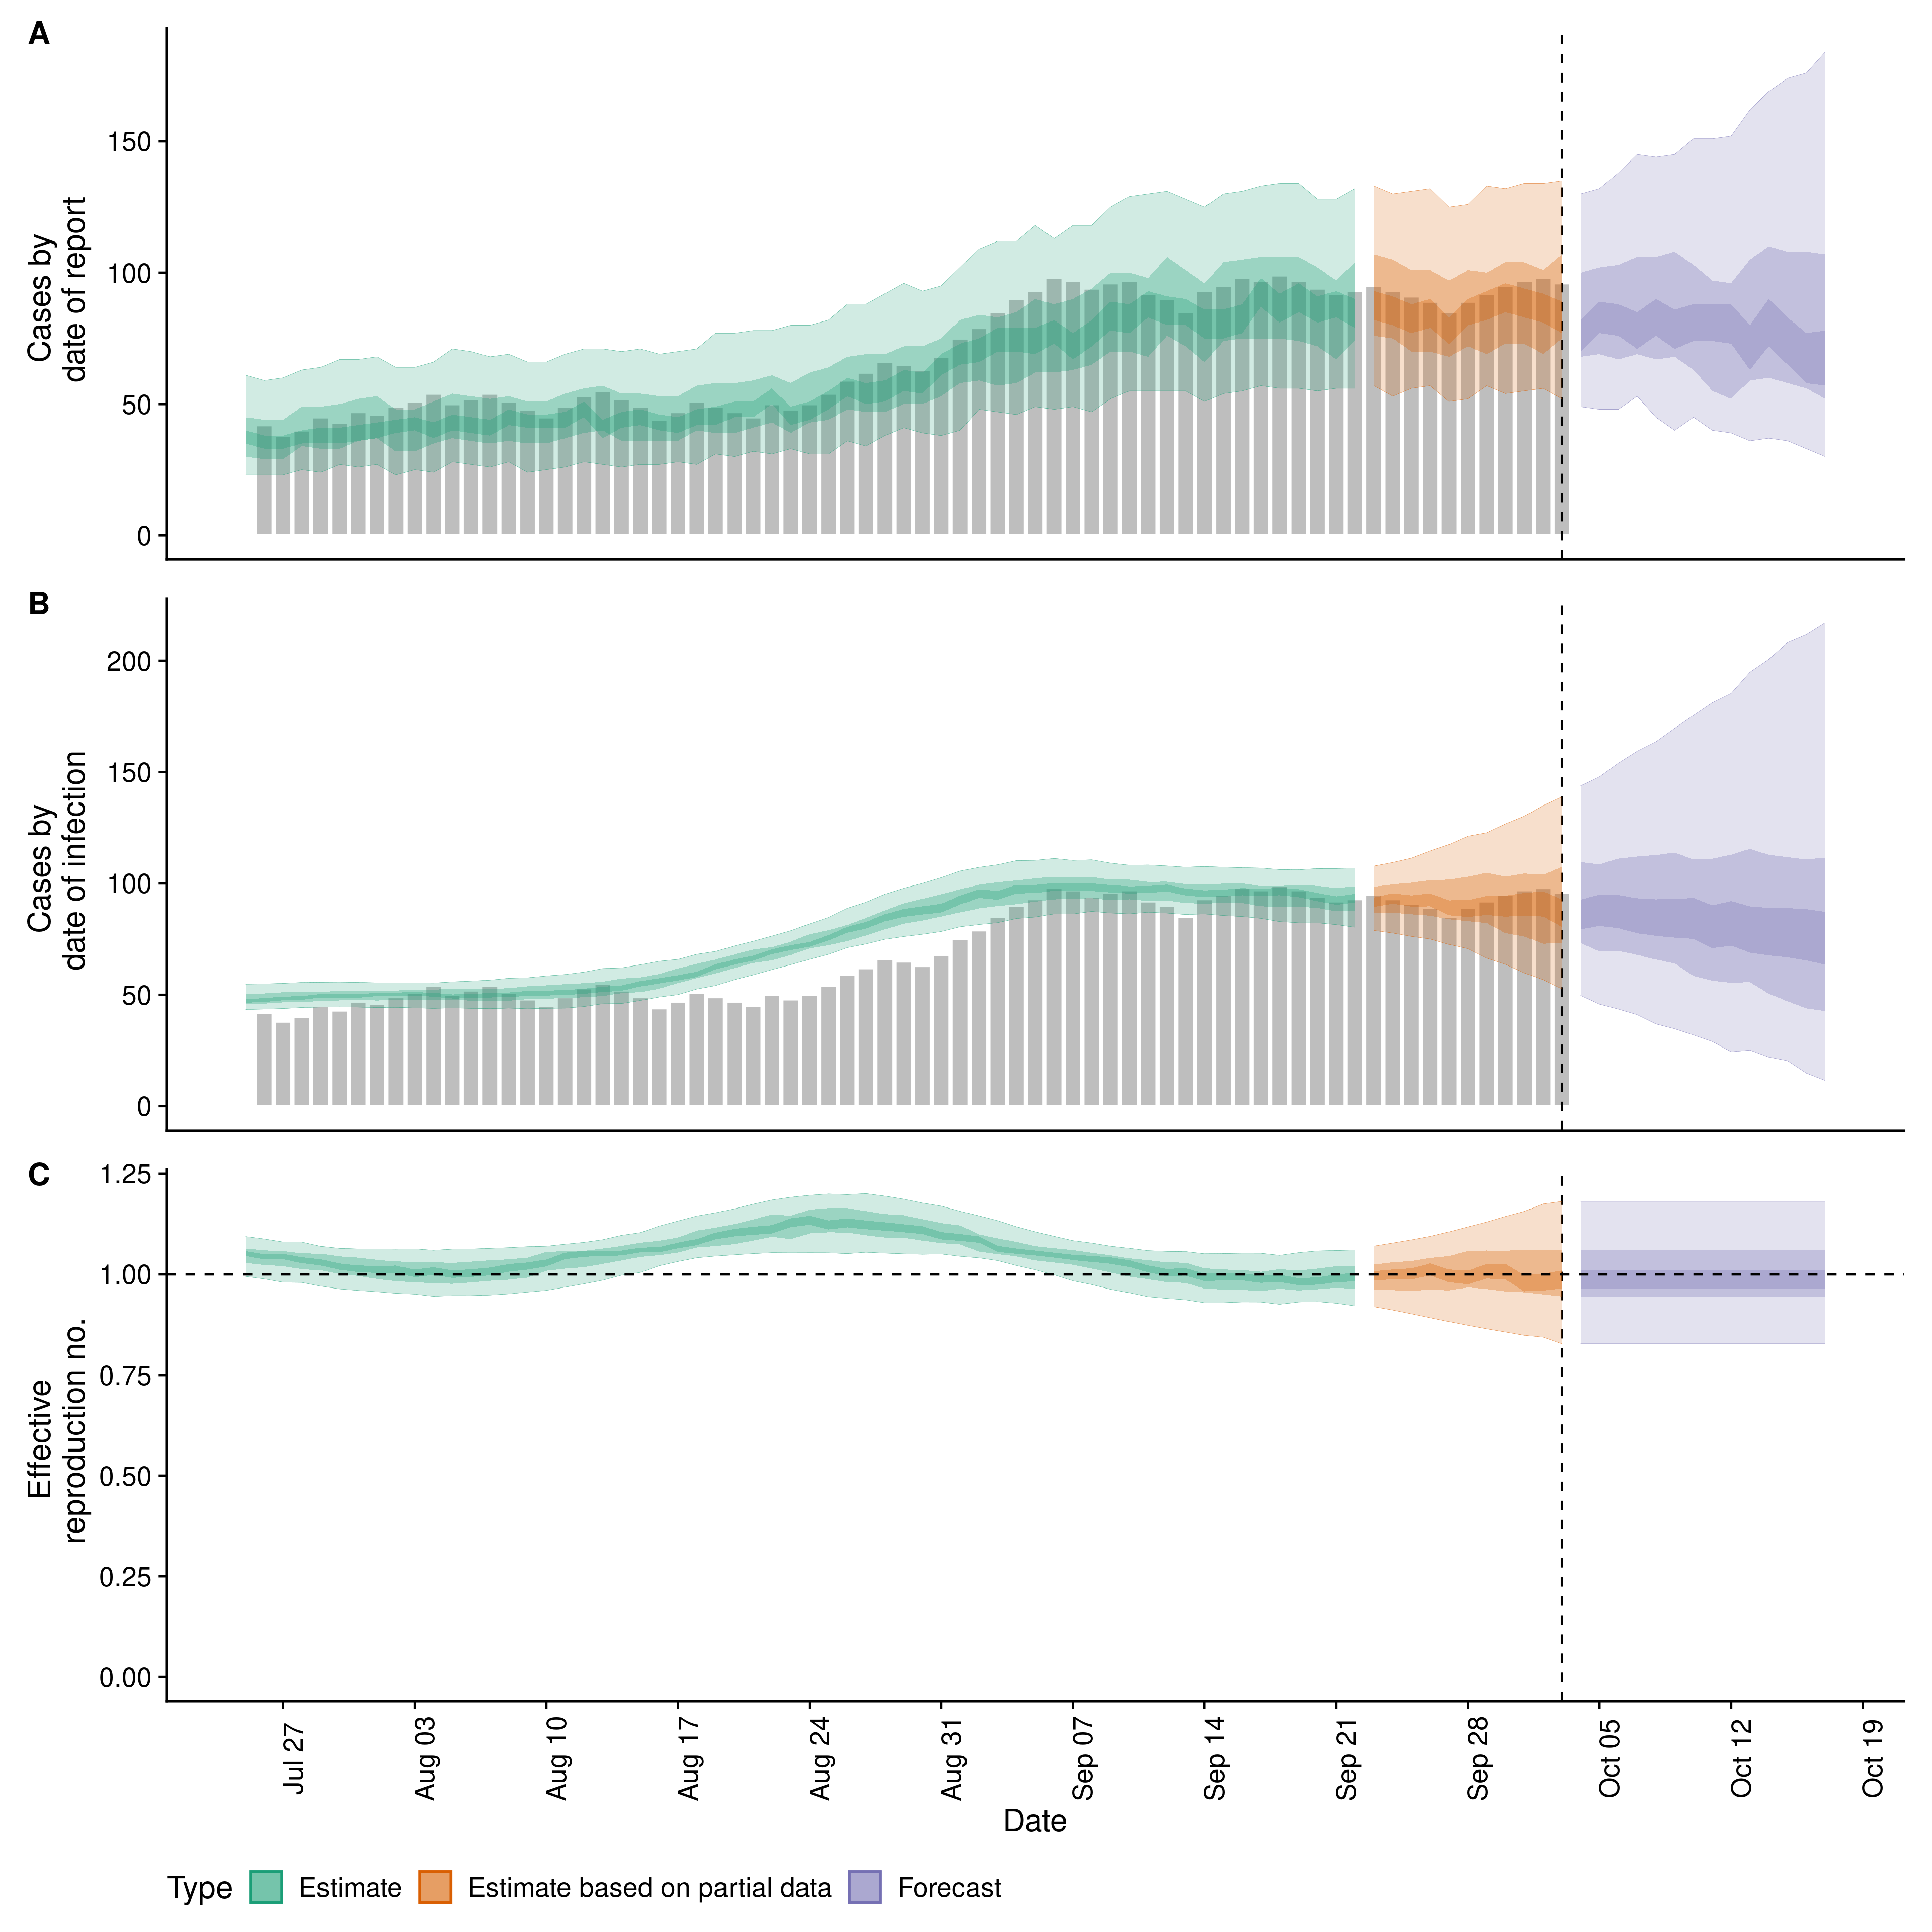 A
Cases by
date of report
150
100
50
0
B
Cases by
date of infection
200
150
100
50
0
C
Effective
reproduction no.
1.25
1.00
0.75
0.50
0.25
0.00
Jul 27
Aug 03
Aug 10
Aug 17
Aug 24
Aug 31
Sep 07
Sep 14
Sep 21
Sep 28
Oct 05
Oct 12
Oct 19
Date
Type Estimate Estimate based on partial data Forecast